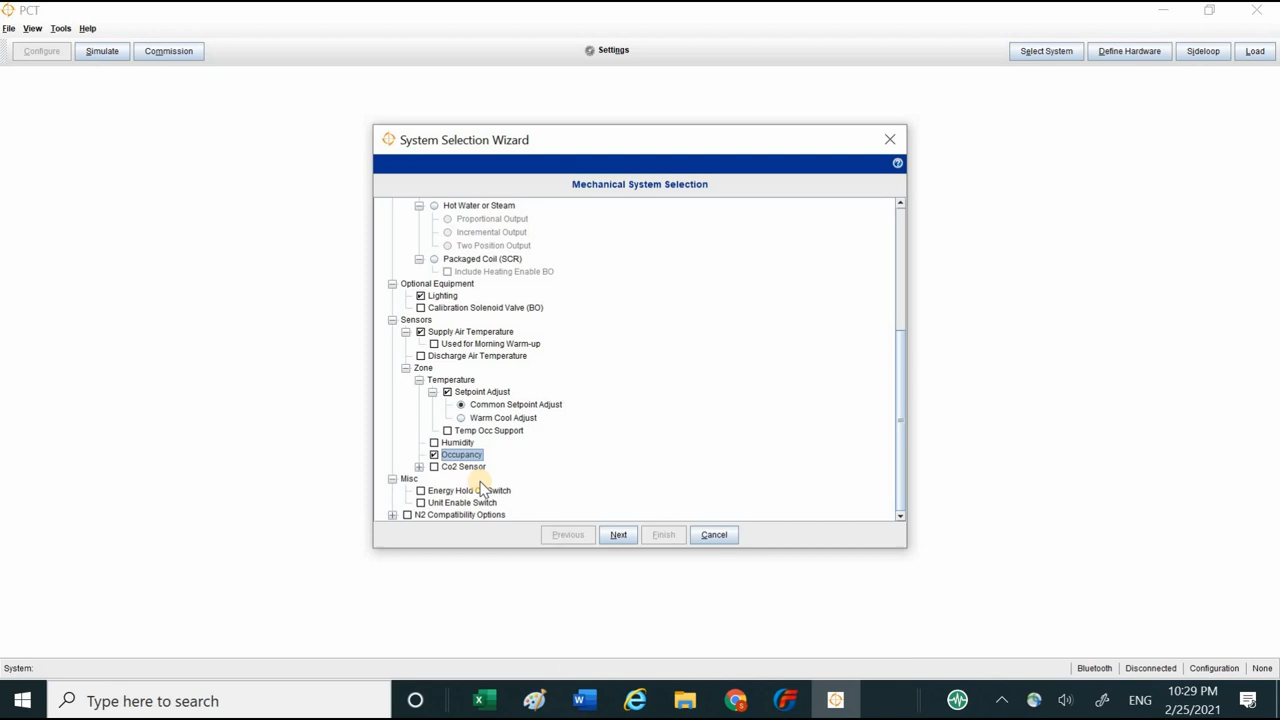 PCT
File View Tools Help
Configure Simulate Commission Settings Select System Define Hardware Sideloop Load
System Selection Wizard
Mechanical System Selection
Hot Water or Steam
Proportional Output
Incremental Output
Two Position Output
Packaged Coil (SCR)
Include Heating Enable BO
Optional Equipment
Lighting
Calibration Solenoid Valve (BO)
Sensors
Supply Air Temperature
Used for Morning Warm-up
Discharge Air Temperature
Zone
Temperature
Setpoint Adjust
Common Setpoint Adjust
Warm Cool Adjust
Temp Occ Support
Humidity
Occupancy
Co2 Sensor
Misc
Energy Hold Switch
Unit Enable Switch
N2 Compatibility Options
Previous Next Finish Cancel
System: Bluetooth Disconnected Configuration None
Type here to search ENG 10:29 PM
2/25/2021